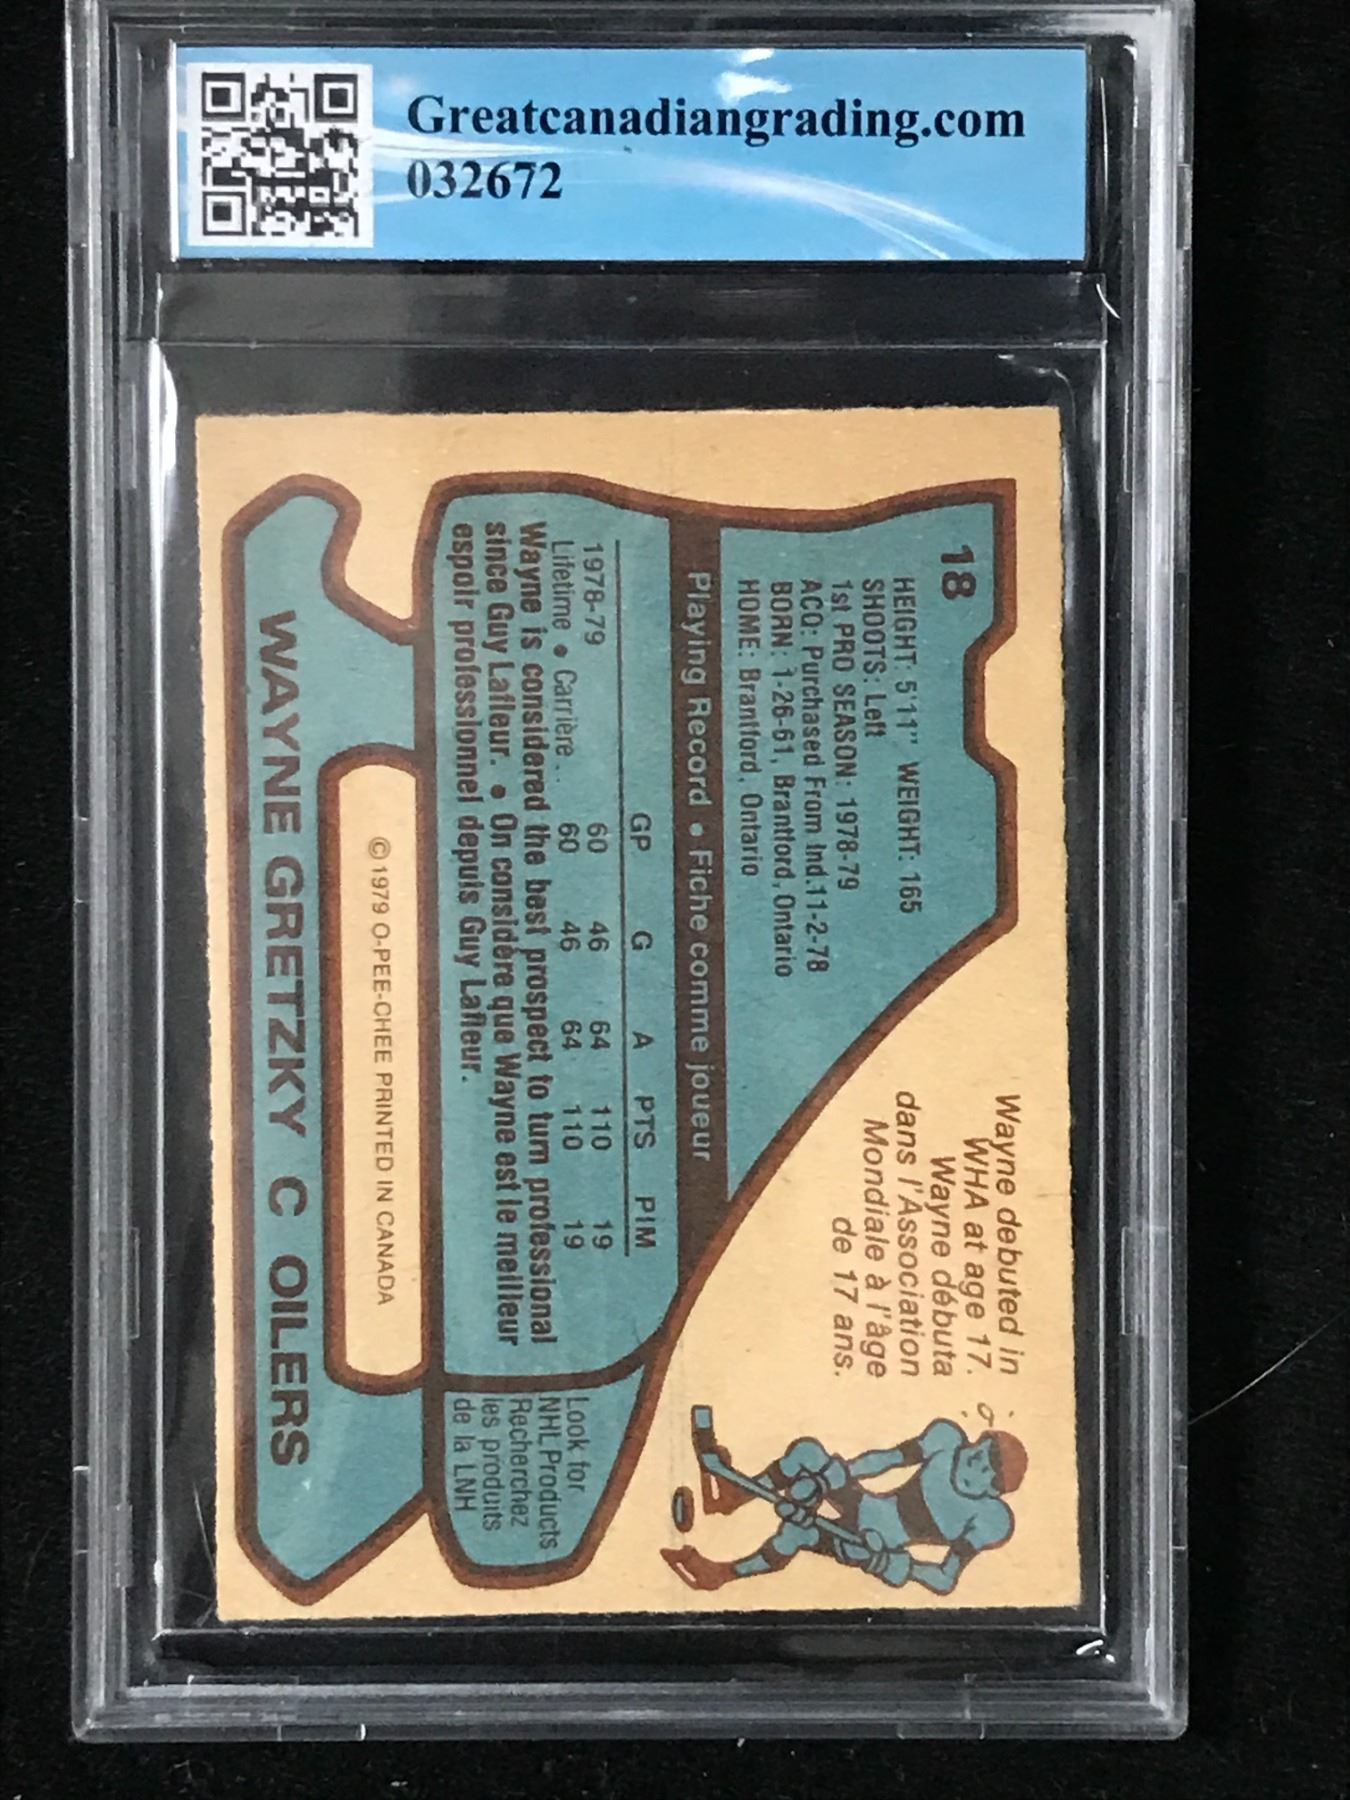 Greatcanadiangrading.com
032672
18
HEIGHT: 5'11" WEIGHT: 165
SHOOTS: Left
1st PRO SEASON: 1978-79
ACQ: Purchased From Ind.11-2-78
BORN: 1-26-61, Brantford, Ontario
HOME: Brantford, Ontario
Wayne debuted in
WHA at age 17.
Wayne débuta
dans l'Association
Mondiale à l'âge
de 17 ans.
Playing Record • Fiche comme joueur
GP G A PTS PIM
1978-79 60 46 64 110 19
Lifetime • Carrière.. 60 46 64 110 19
Wayne is considered the best prospect to turn professional
since Guy Lafleur. • On considère que Wayne est le meilleur
espoir professionnel depuis Guy Lafleur.
Look for
NHL Products
Recherchez
les produits
de la LNH
©1979 O-PEE-CHEE PRINTED IN CANADA
WAYNE GRETZKY C OILERS